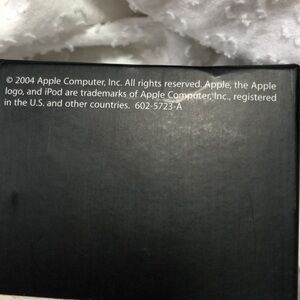 © 2004 Apple Computer, Inc. All rights reserved. Apple, the Apple
logo, and iPod are trademarks of Apple Computer, Inc., registered
in the U.S. and other countries. 602-5723-A